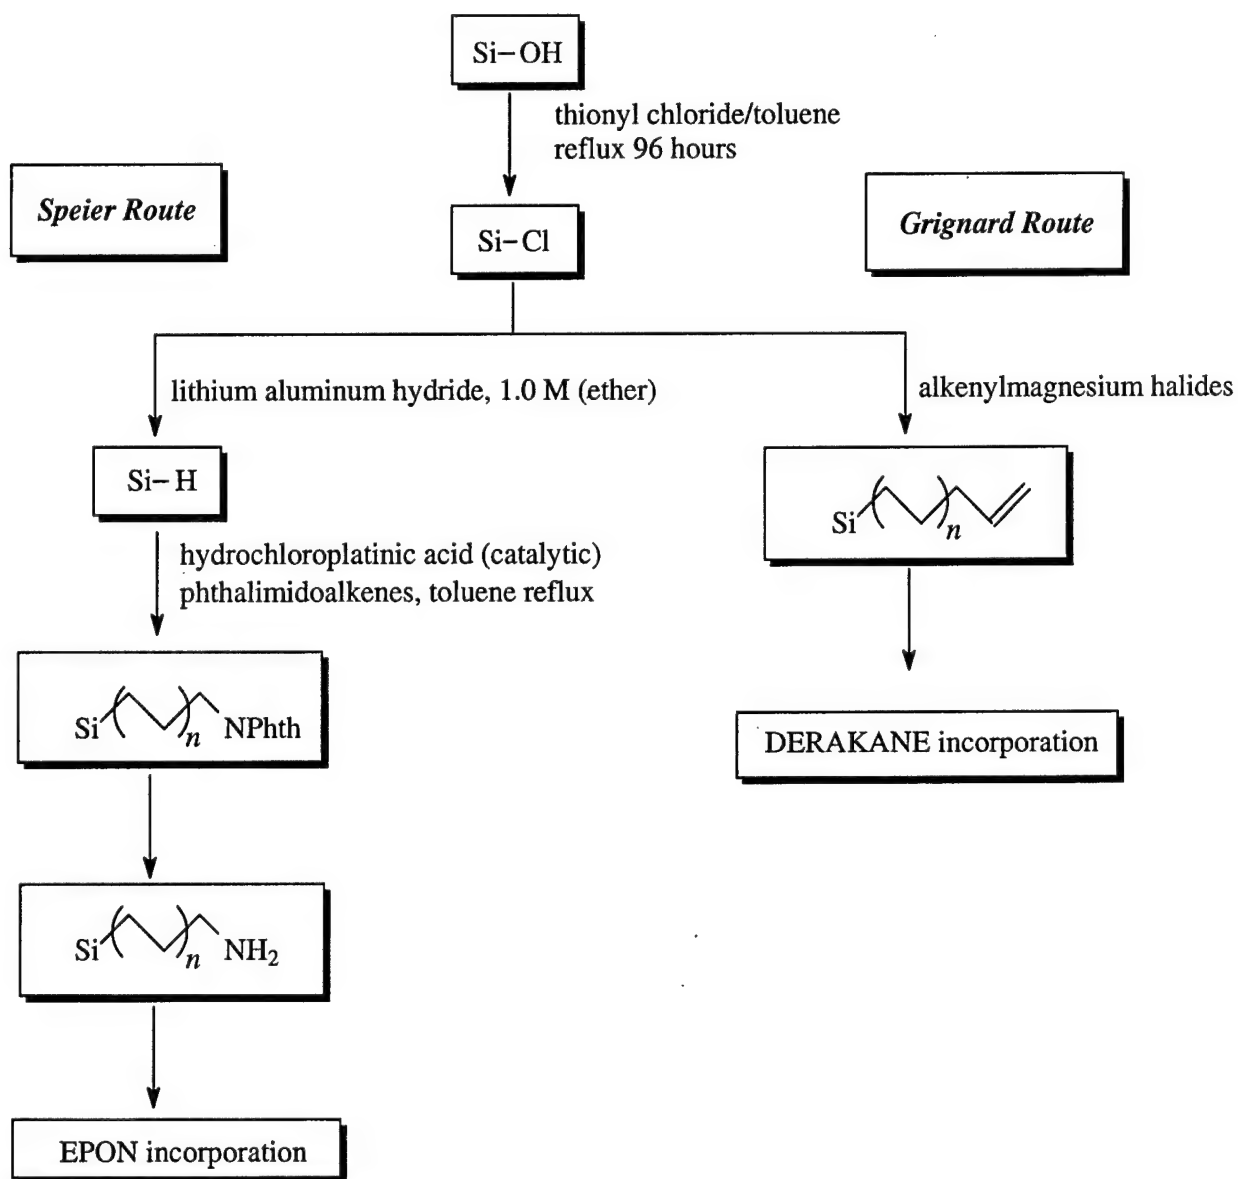 Si–OH
thionyl chloride/toluene
reflux 96 hours
Speier Route
Si–Cl
Grignard Route
lithium aluminum hydride, 1.0 M (ether)
alkenylmagnesium halides
Si–H
Si ( ) n
hydrochloroplatinic acid (catalytic)
phthalimidoalkenes, toluene reflux
Si ( ) n NPhth
DERAKANE incorporation
Si ( ) n NH₂
EPON incorporation